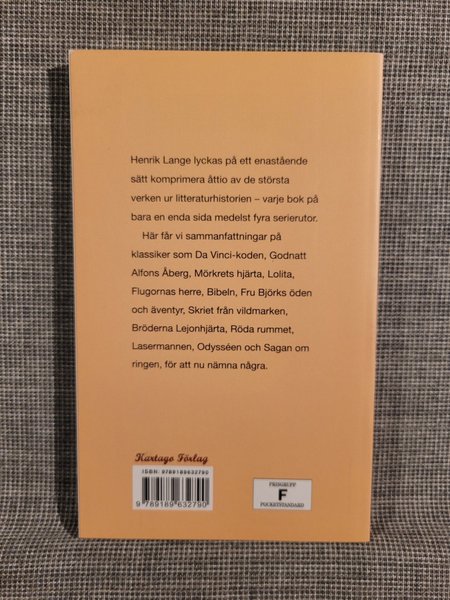 Henrik Lange lyckas på ett enastående
sätt komprimera åttio av de största
verken ur litteraturhistorien – varje bok på
bara en enda sida medelst fyra serierutor.
Här får vi sammanfattningar på
klassiker som Da Vinci-koden, Godnatt
Alfons Åberg, Mörkrets hjärta, Lolita,
Flugornas herre, Bibeln, Fru Björks öden
och äventyr, Skriet från vildmarken,
Bröderna Lejonhjärta, Röda rummet,
Lasermannen, Odysséen och Sagan om
ringen, för att nu nämna några.
Kartago Förlag
ISBN: 9789189632790
9 789189 632790
PRISGRUPP
F
POCKETSTANDARD